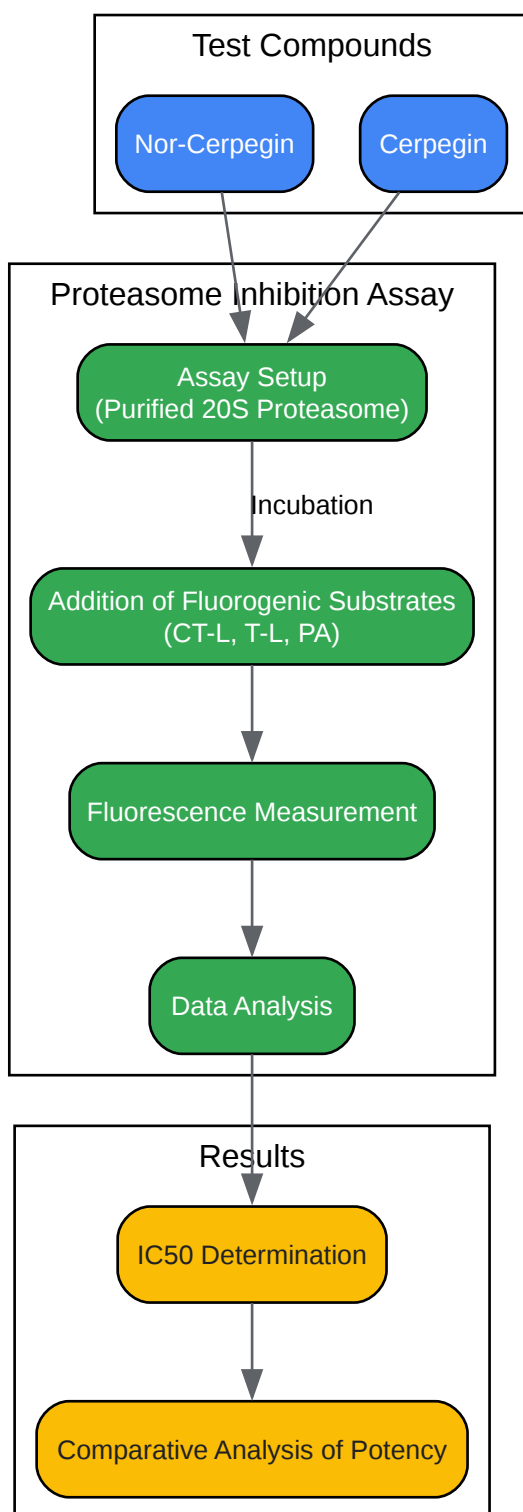 Test Compounds
Nor-Cerpegin
Cerpegin
Proteasome Inhibition Assay
Assay Setup
(Purified 20S Proteasome)
Incubation
Addition of Fluorogenic Substrates
(CT-L, T-L, PA)
Fluorescence Measurement
Data Analysis
Results
IC50 Determination
Comparative Analysis of Potency